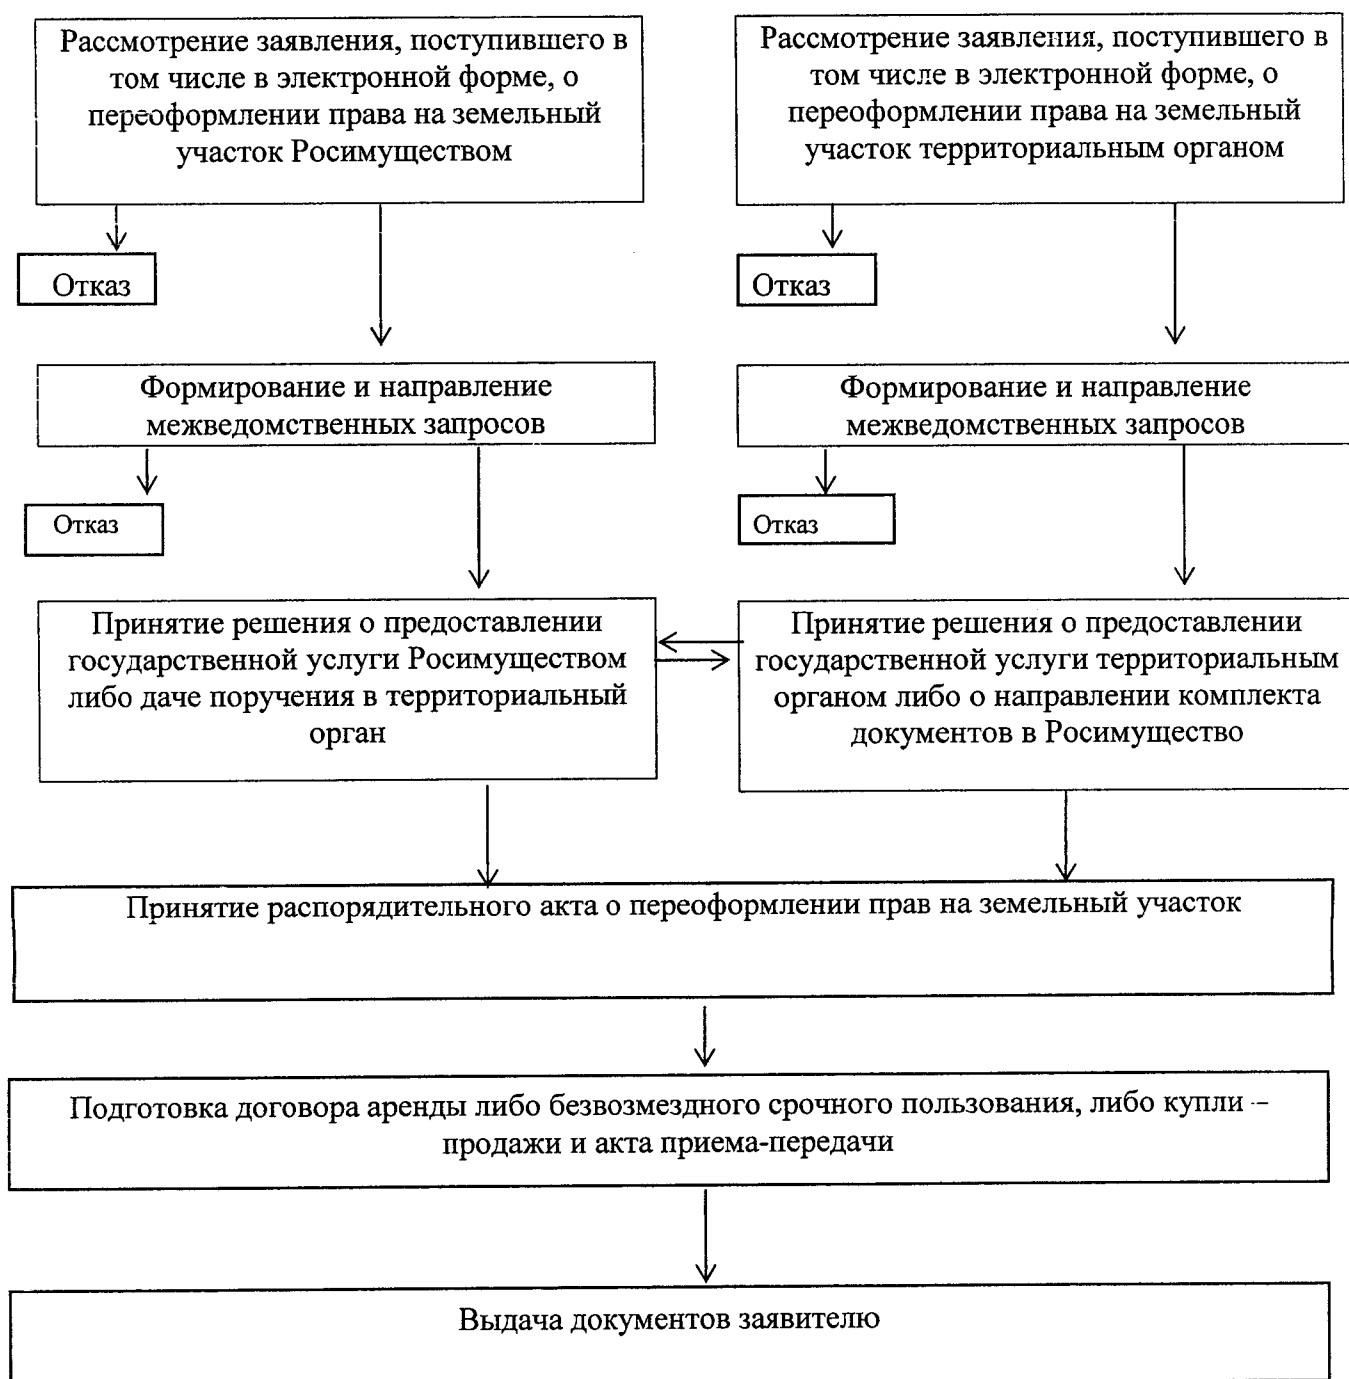 Рассмотрение заявления, поступившего в
том числе в электронной форме, о
переоформлении права на земельный
участок Росимуществом
Рассмотрение заявления, поступившего в
том числе в электронной форме, о
переоформлении права на земельный
участок территориальным органом
Отказ
Отказ
Формирование и направление
межведомственных запросов
Формирование и направление
межведомственных запросов
Отказ
Отказ
Принятие решения о предоставлении
государственной услуги Росимуществом
либо даче поручения в территориальный
орган
Принятие решения о предоставлении
государственной услуги территориальным
органом либо о направлении комплекта
документов в Росимущество
Принятие распорядительного акта о переоформлении прав на земельный участок
Подготовка договора аренды либо безвозмездного срочного пользования, либо купли –
продажи и акта приема-передачи
Выдача документов заявителю